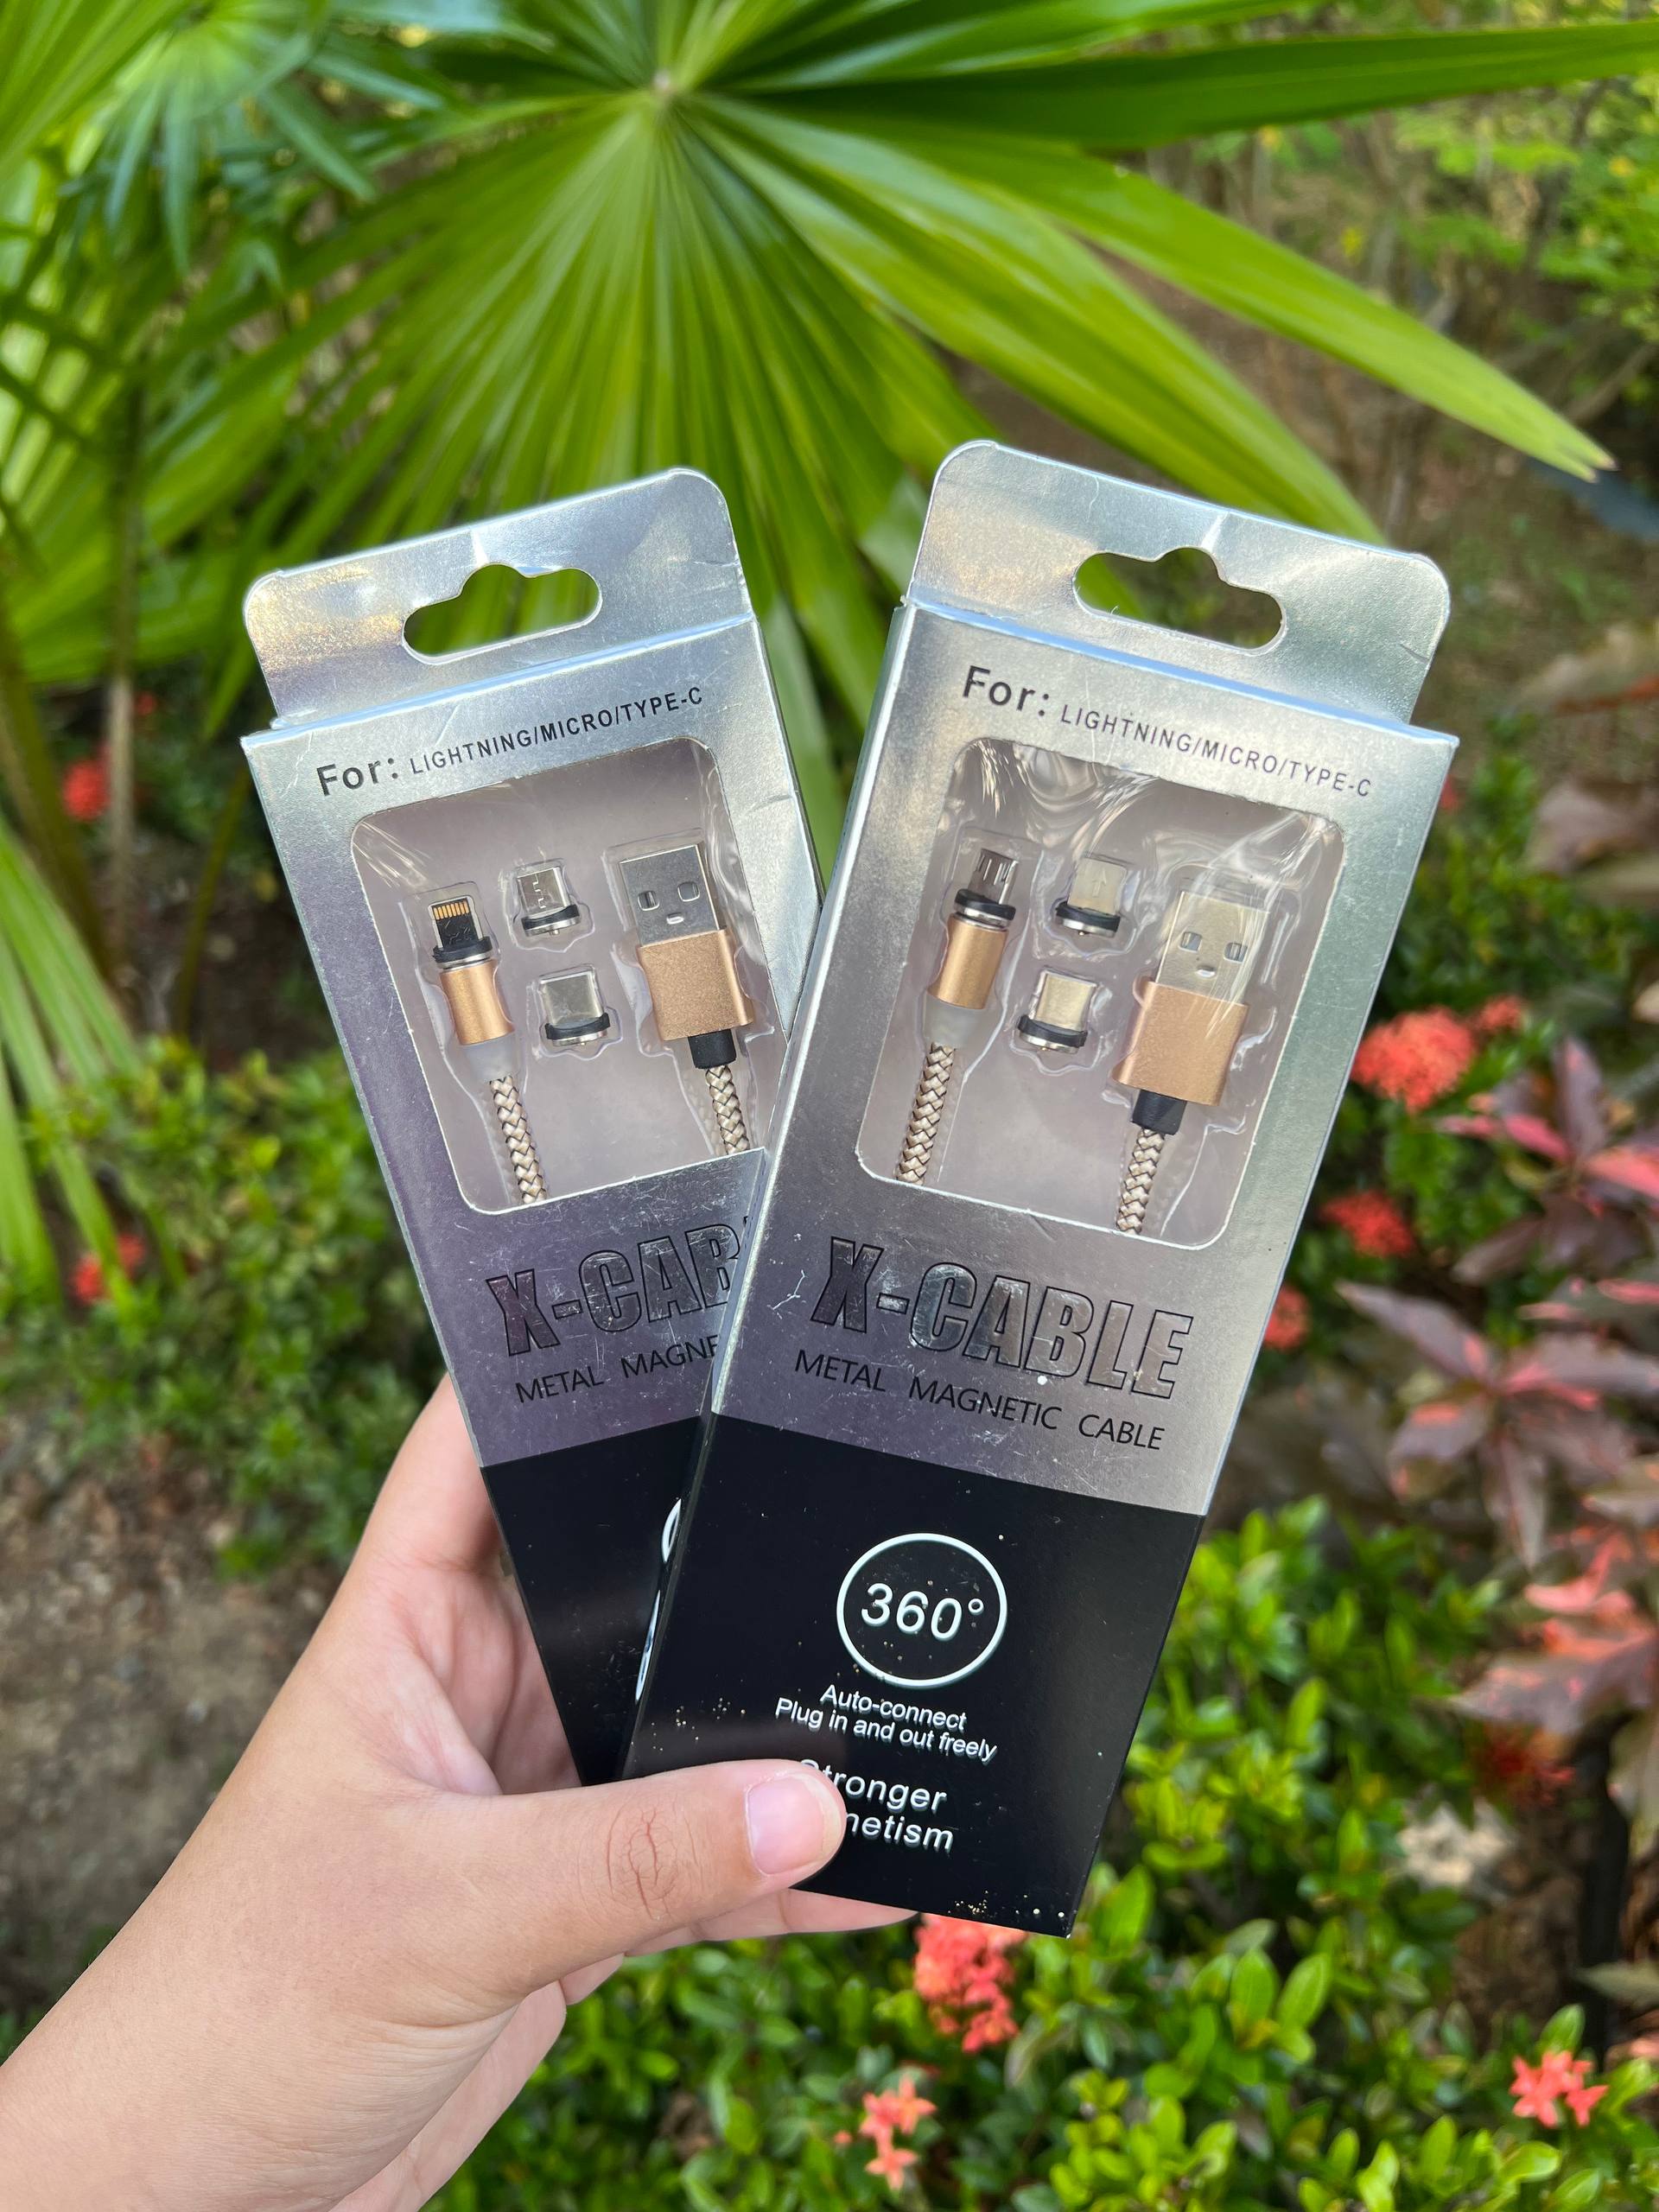 For: LIGHTNING/MICRO/TYPE-C
METAL
For: LIGHTNING/MICRO/TYPE-C
X-CABLE
METAL MAGNETIC CABLE
360°
Auto-connect
Plug in and out freely